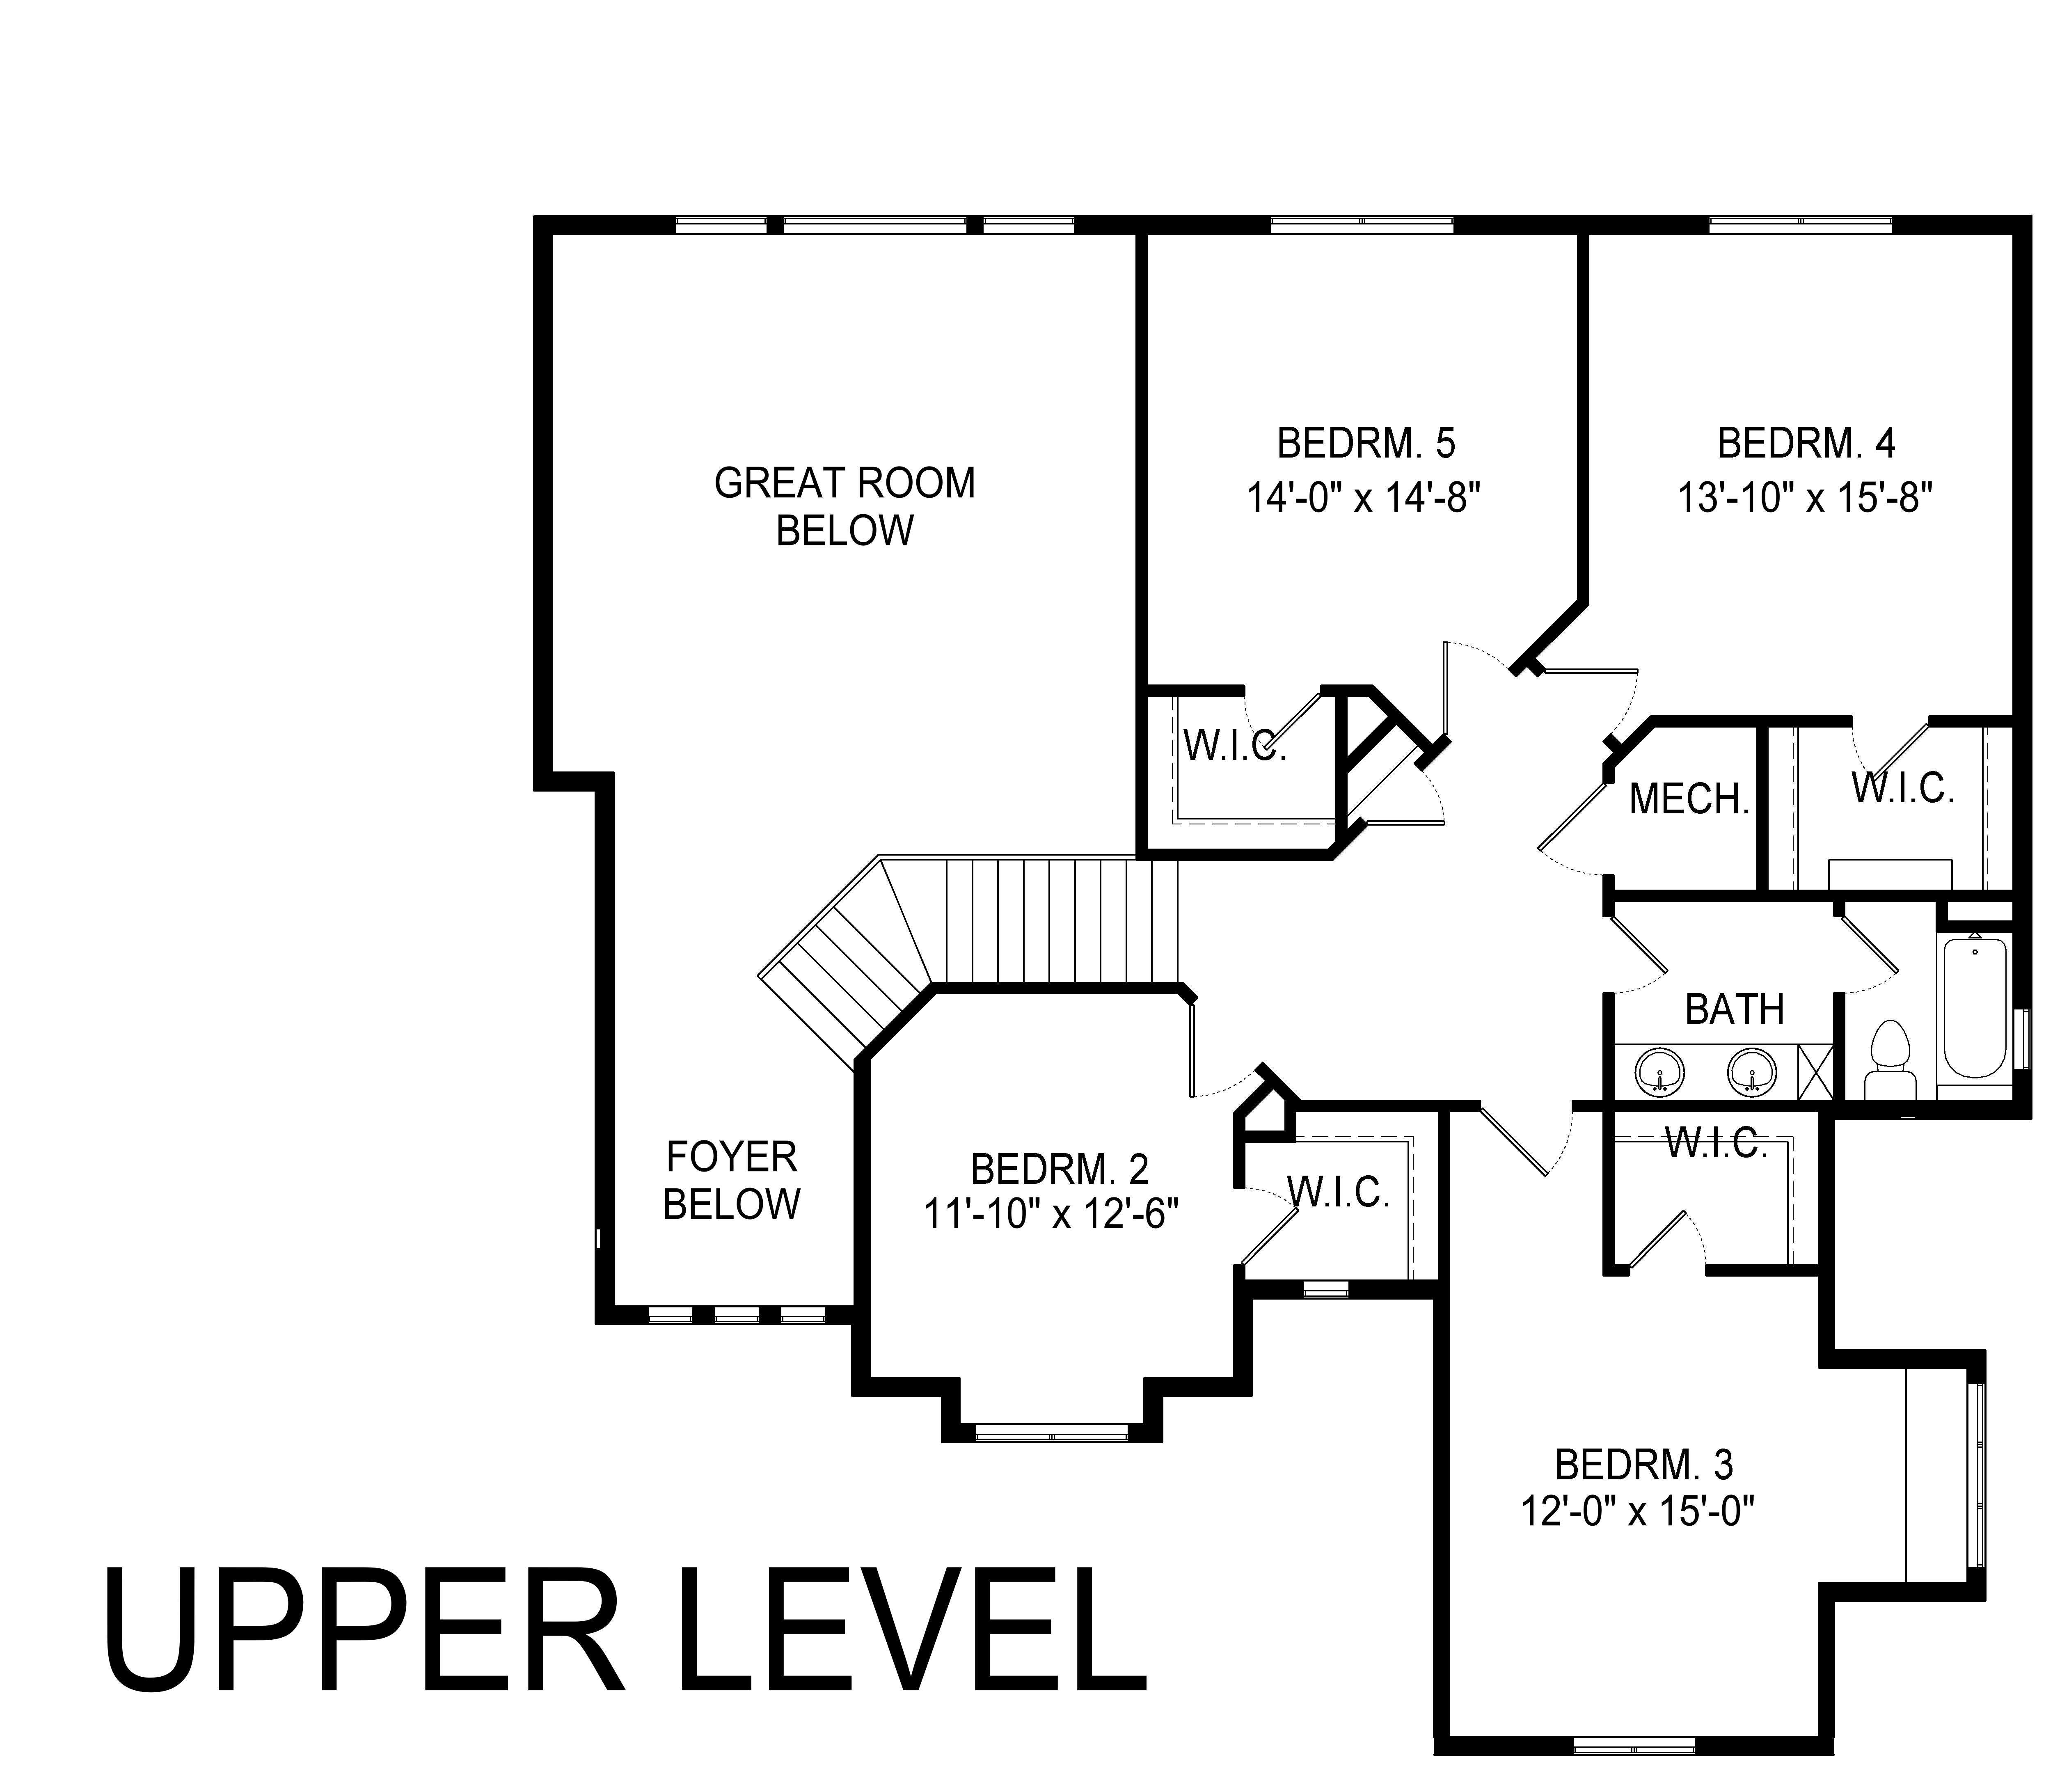 BEDRM. 5
14'-0" x 14'-8"
BEDRM. 4
13'-10" x 15'-8"
GREAT ROOM
BELOW
W.I.C.
MECH.
W.I.C.
BATH
FOYER
BELOW
BEDRM. 2
11'-10" x 12'-6"
W.I.C.
W.I.C.
BEDRM. 3
12'-0" x 15'-0"
UPPER LEVEL